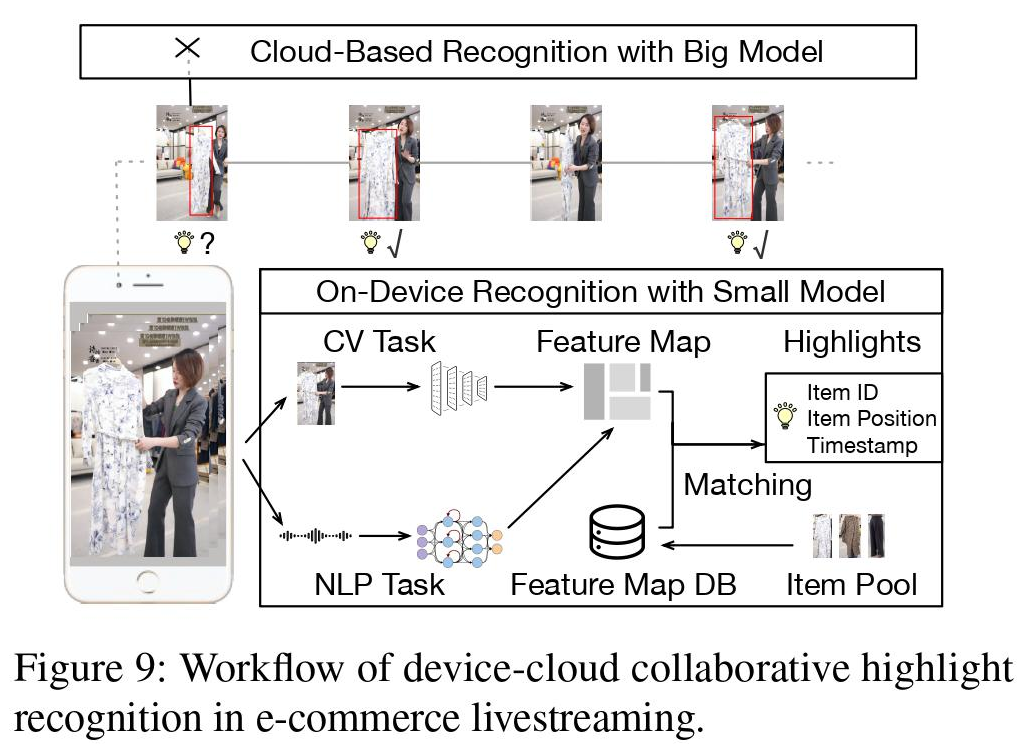 Cloud-Based Recognition with Big Model
?
√
√
On-Device Recognition with Small Model
CV Task
Feature Map
Highlights
Item ID
Item Position
Timestamp
Matching
NLP Task
Feature Map DB
Item Pool
Figure 9: Workflow of device-cloud collaborative highlight
recognition in e-commerce livestreaming.